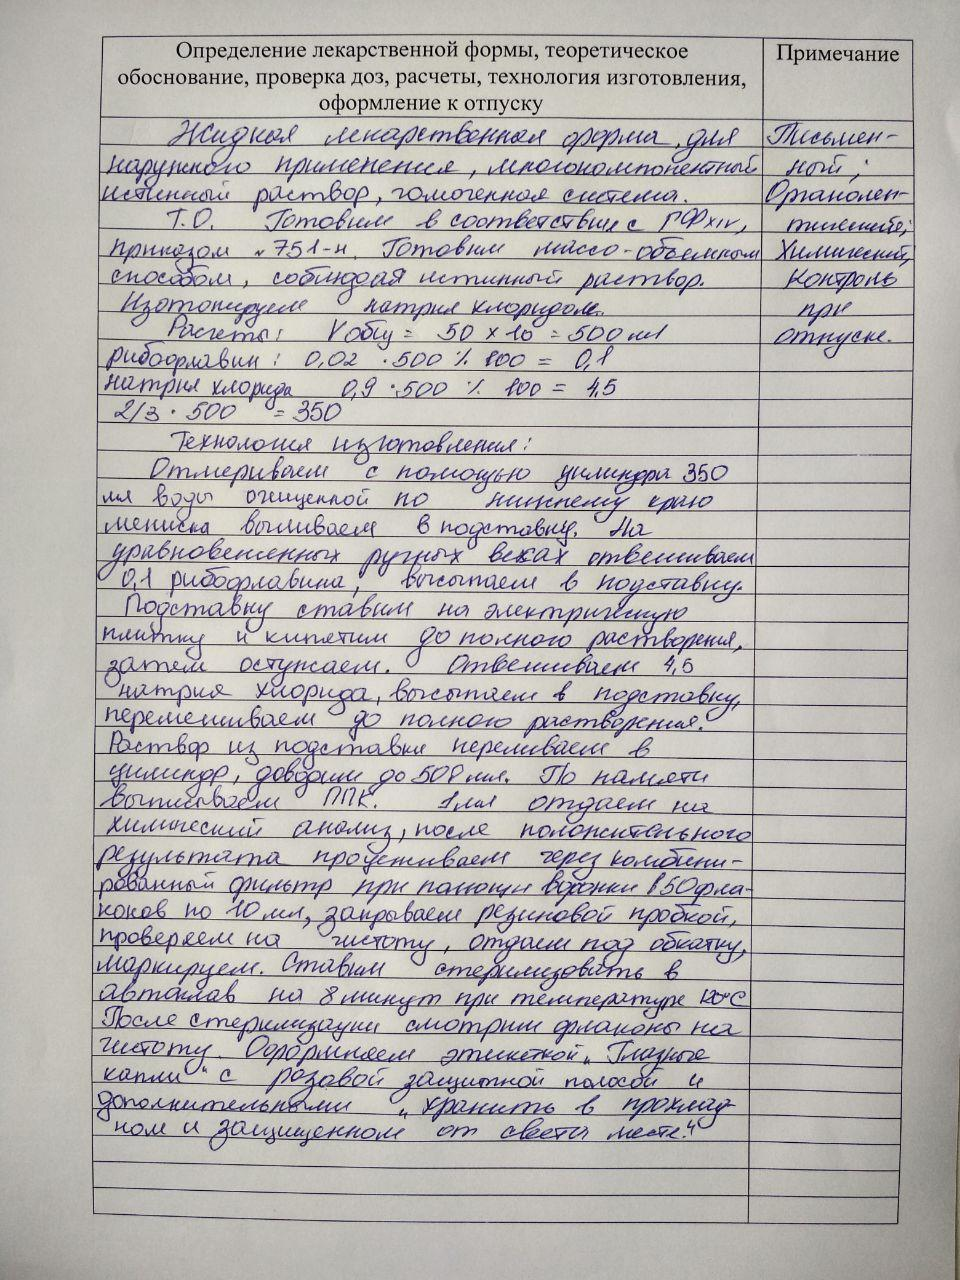 Определение лекарственной формы, теоретическое
обоснование, проверка доз, расчеты, технология изготовления,
оформление к отпуску
Примечание
Жидкая лекарственная форма, для
наружного применения, многокомпонентный
истинный раствор, гомогенная система.
Т.О. Готовим в соответствие с ГФ XIV,
приказом № 751-н. Готовим массо-объемным
способом, соблюдая истинный раствор.
Изотонируем натрия хлоридом.
Расчеты: Vобщ = 50 х 10 = 500 мл
рибофлавин: 0,02 · 500 % 100 = 0,1
натрия хлорида 0,9 · 500 % 100 = 4,5
2/3 · 500 = 350
Технология изготовления:
Отмериваем с помощью цилиндра 350
мл воды очищенной по нижнему краю
мениска выливаем в подставку. На
уравновешенных ручных весах отвешиваем
0,1 рибофлавина, высыпаем в подставку.
Подставку ставим на электрическую
плитку и кипятим до полного растворения,
затем остужаем. Отвешиваем 4,5
натрия хлорида, высыпаем в подставку,
перемешиваем до полного растворения.
Раствор из подставки переливаем в
цилиндр, доводим до 500 мл. По памяти
выписываем ППК. 1мл отдаем на
химический анализ, после положительного
результата процеживаем через комбини-
рованный фильтр при помощи воронки в 50 фла-
конов по 10 мл, закрываем резиновой пробкой,
проверяем на чистоту, отдаем под обкатку,
маркируем. Ставим стерилизовать в
автоклав на 8 минут при температуре 120°С
После стерилизации смотрим флаконы на
чистоту. Оформляем этикеткой „Глазные
капли" с розовой защитной полосой и
дополнительными „хранить в прохлад-
ном и защищенном от света месте."
Письмен-
ный;
Органолеп-
тический;
Химический,
Контроль
при
отпуске.